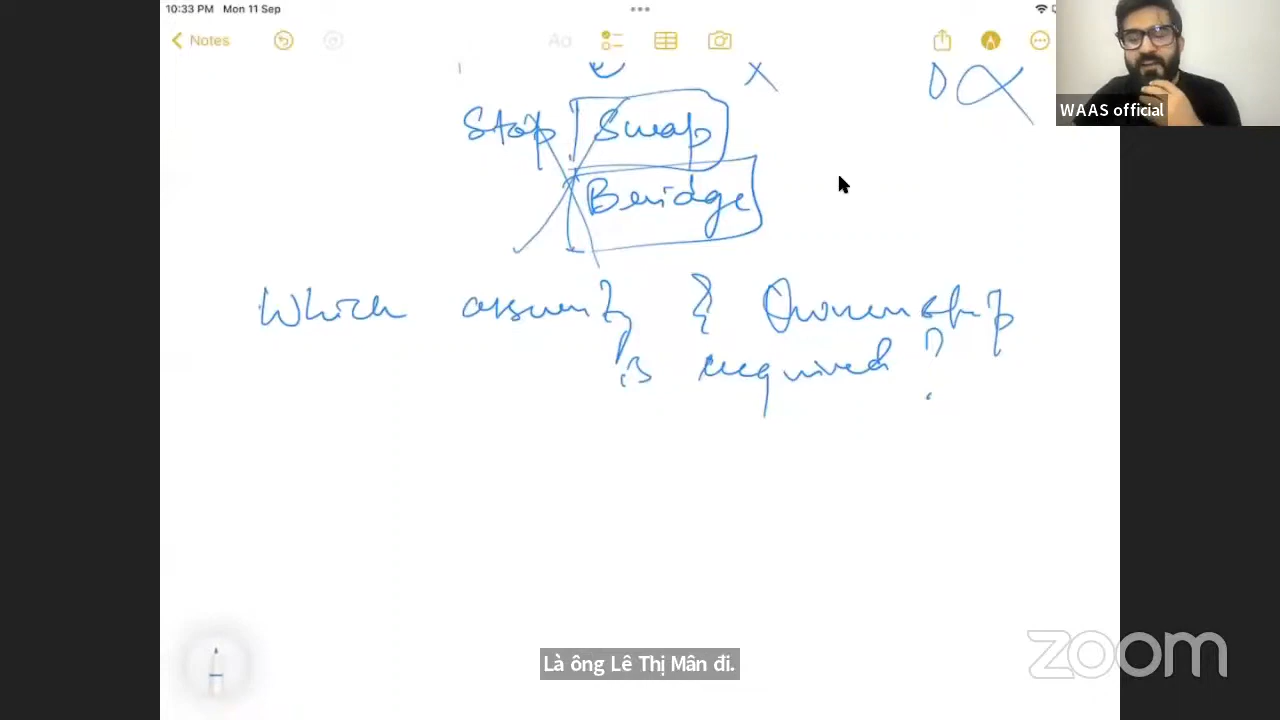 10:33 PM Mon 11 Sep
Notes
Aa
WAAS official
Stop Swap
Bridge
Which & Ownership
is required?
Là ông Lê Thị Mân đi.
zoom